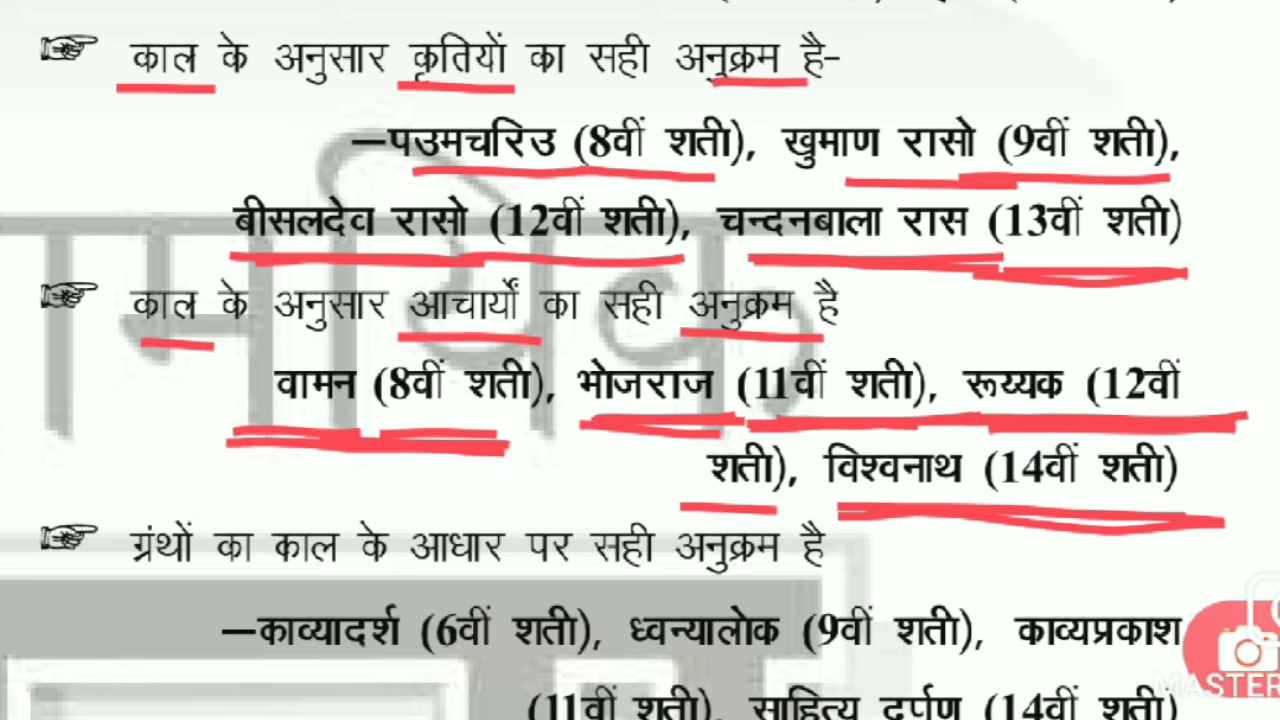 काल के अनुसार कृतियों का सही अनुक्रम है-
—पउमचरिउ (8वीं शती), खुमाण रासो (9वीं शती),
बीसलदेव रासो (12वीं शती), चन्दनबाला रास (13वीं शती)
काल के अनुसार आचार्यों का सही अनुक्रम है
वामन (8वीं शती), भोजराज (11वीं शती), रूय्यक (12वीं
शती), विश्वनाथ (14वीं शती)
ग्रंथों का काल के आधार पर सही अनुक्रम है
—काव्यादर्श (6वीं शती), ध्वन्यालोक (9वीं शती), काव्यप्रकाश
(11वीं शती), साहित्य दर्पण (14वीं शती)
MASTER